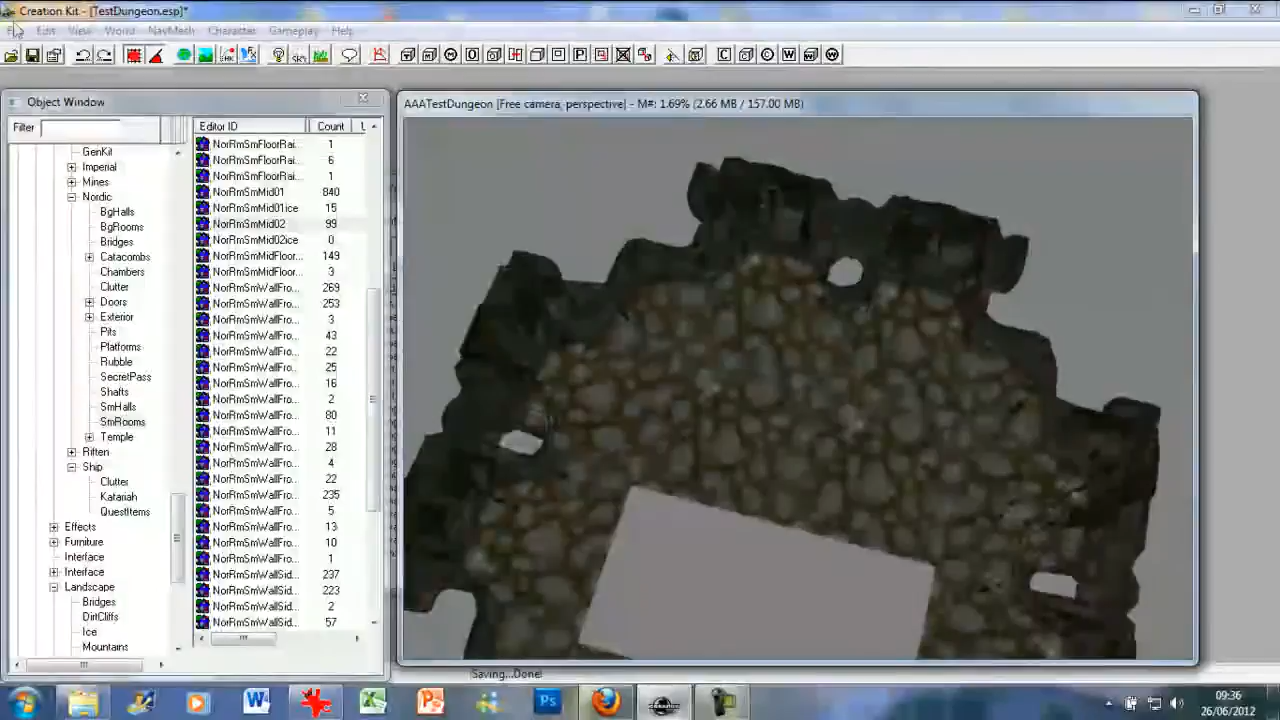 Creation Kit - [TestDungeon.esp]*
File Edit View World NavMesh Character Gameplay Help
Object Window
AAATestDungeon [Free camera, perspective] - M#: 1.69% (2.66 MB / 157.00 MB)
Filter
Editor ID Count
GenKit
Imperial
Mines
Nordic
BgHalls
BgRooms
Bridges
Catacombs
Chambers
Clutter
Doors
Exterior
Pits
Platforms
Rubble
SecretPass
Shafts
SmHalls
SmRooms
Temple
Riften
Ship
Clutter
Katariah
QuestItems
Effects
Furniture
Interface
Interface
Landscape
Bridges
DirtCliffs
Ice
Mountains
NorRmSmFloorRai... 1
NorRmSmFloorRai... 6
NorRmSmFloorRai... 1
NorRmSmMid01 840
NorRmSmMid01ice 15
NorRmSmMid02 99
NorRmSmMid02ice 0
NorRmSmMidFloor... 149
NorRmSmMidFloor... 3
NorRmSmWallFro... 269
NorRmSmWallFro... 253
NorRmSmWallFro... 3
NorRmSmWallFro... 43
NorRmSmWallFro... 22
NorRmSmWallFro... 25
NorRmSmWallFro... 16
NorRmSmWallFro... 2
NorRmSmWallFro... 80
NorRmSmWallFro... 11
NorRmSmWallFro... 28
NorRmSmWallFro... 4
NorRmSmWallFro... 22
NorRmSmWallFro... 235
NorRmSmWallFro... 5
NorRmSmWallFro... 13
NorRmSmWallFro... 10
NorRmSmWallFro... 1
NorRmSmWallSid... 237
NorRmSmWallSid... 223
NorRmSmWallSid... 2
NorRmSmWallSid... 57
Saving...Done!
09:36
26/06/2012